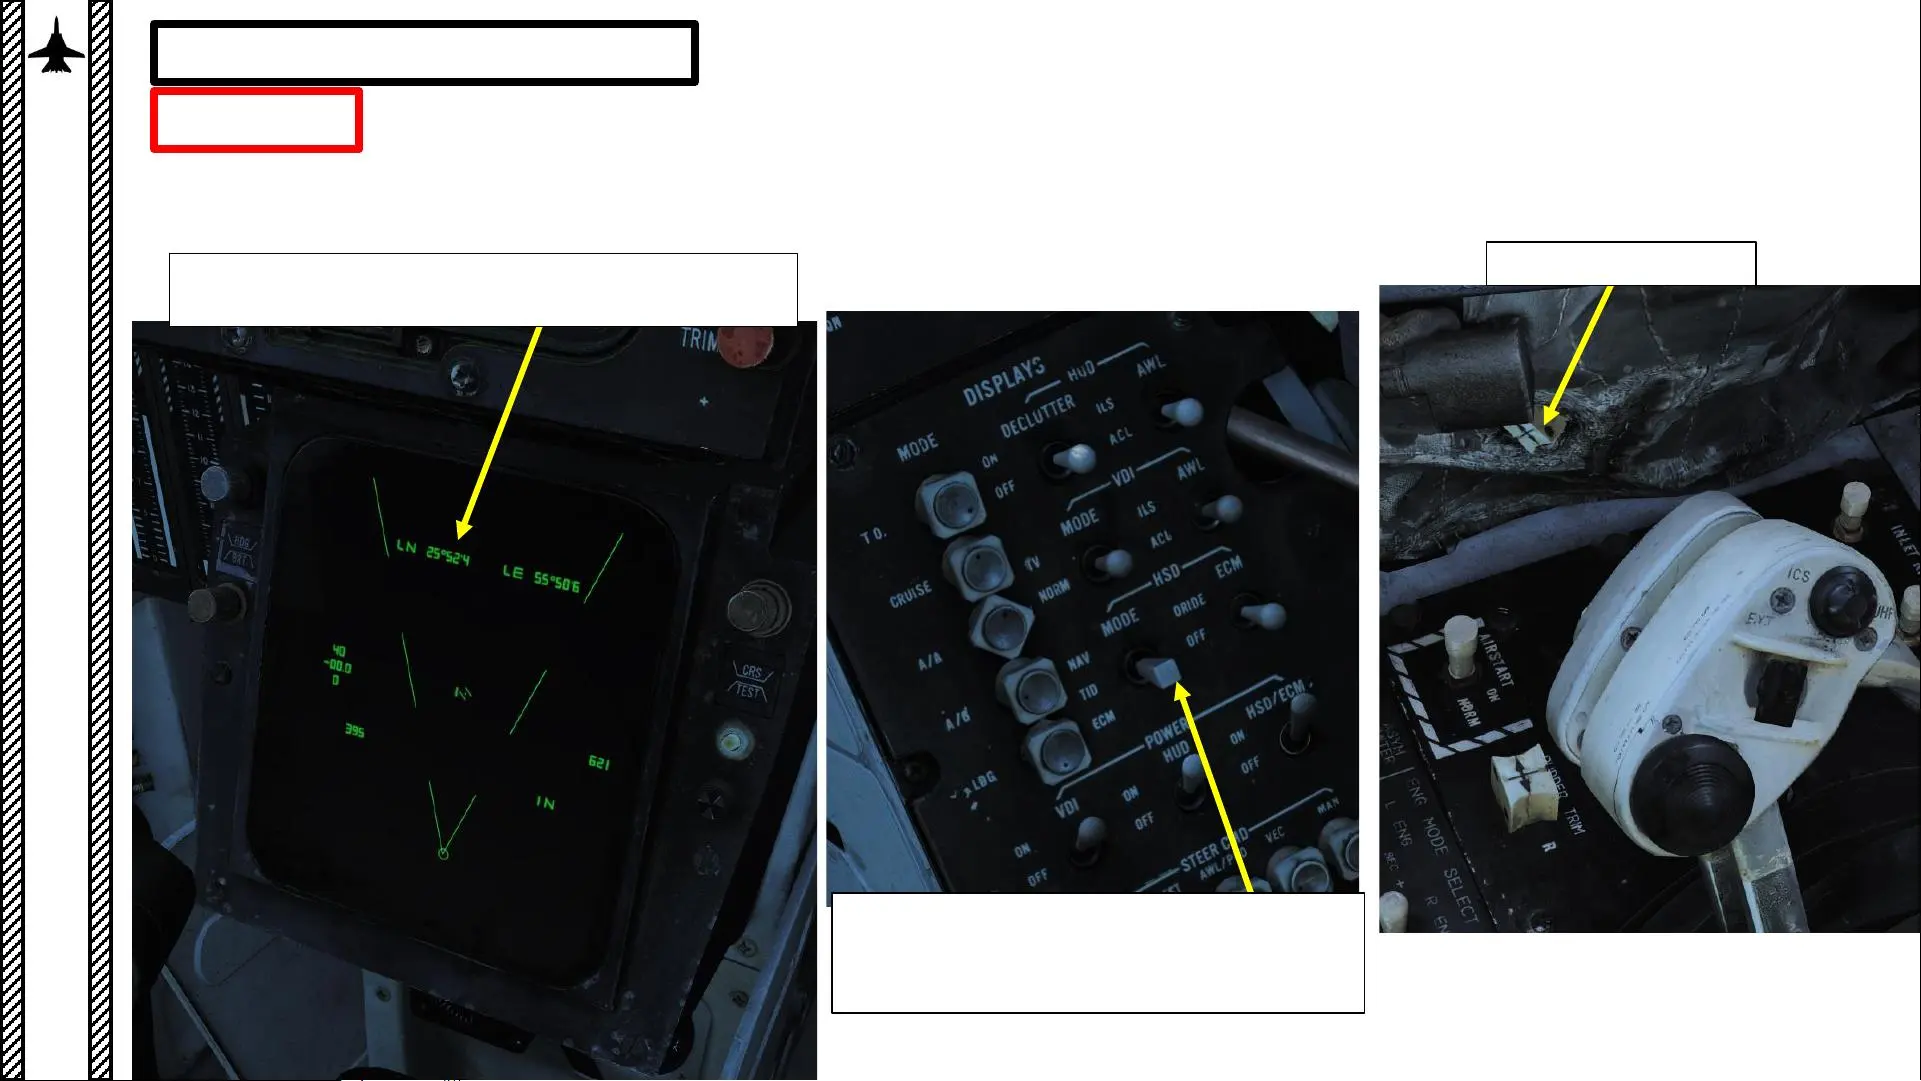 TRIM
HDG
BRT
LN 25°52'4
LE 55°50'6
40
-00.0
0
N
395
621
IN
CRS
TEST
DISPLAYS
MODE
DECLUTTER
HUD
AWL
ON
OFF
ILS
ACL
T.O.
VDI
AWL
MODE
ILS
ACL
TV
NORM
CRUISE
HSD
ECM
MODE
ORIDE
OFF
A/A
NAV
TID
ECM
A/G
POWER
HSD/ECM
HUD
ON
OFF
LDG
VDI
ON
OFF
ON
OFF
STEER CMD
AWL/PCD
VEC
MAN
ICS
EXT
UHF
INLET R
AIRSTART
ON
NORM
RUDDER TRIM
R
ASYM
L ENG
SEC
ENG MODE SELECT
R EN